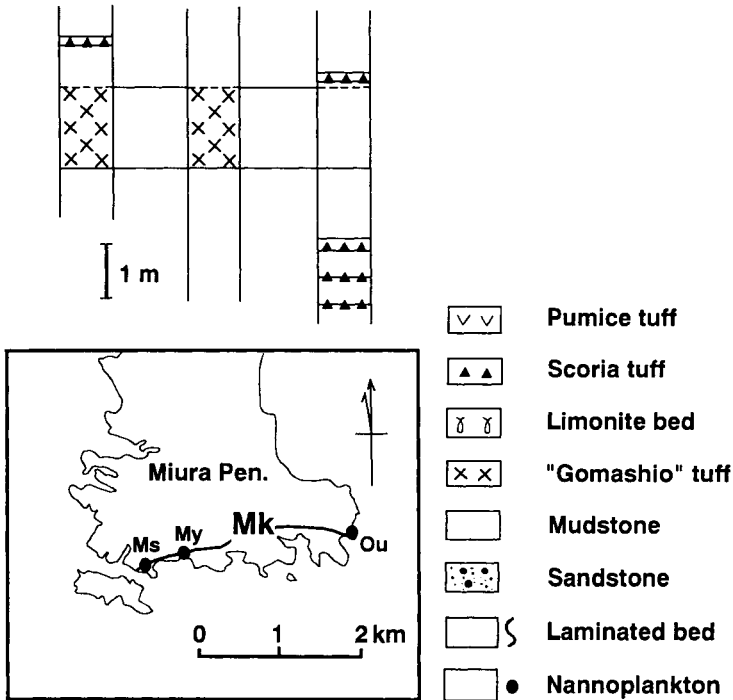 1 m
Miura Pen.
Ms
My
Mk
Ou
0 1 2 km
Pumice tuff
Scoria tuff
Limonite bed
"Gomashio" tuff
Mudstone
Sandstone
Laminated bed
Nannoplankton